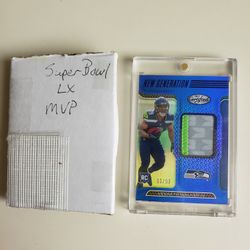 Super Bowl
LX
MVP
NEW GENERATION
Certified
RC